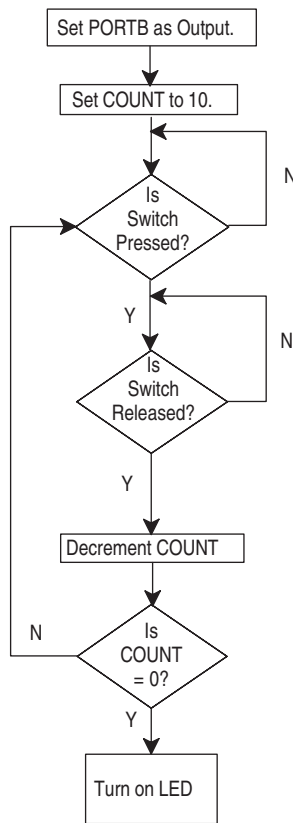 Set PORTB as Output.
Set COUNT to 10.
N
Is
Switch
Pressed?
Y
N
Is
Switch
Released?
Y
Decrement COUNT
N
Is
COUNT
= 0?
Y
Turn on LED